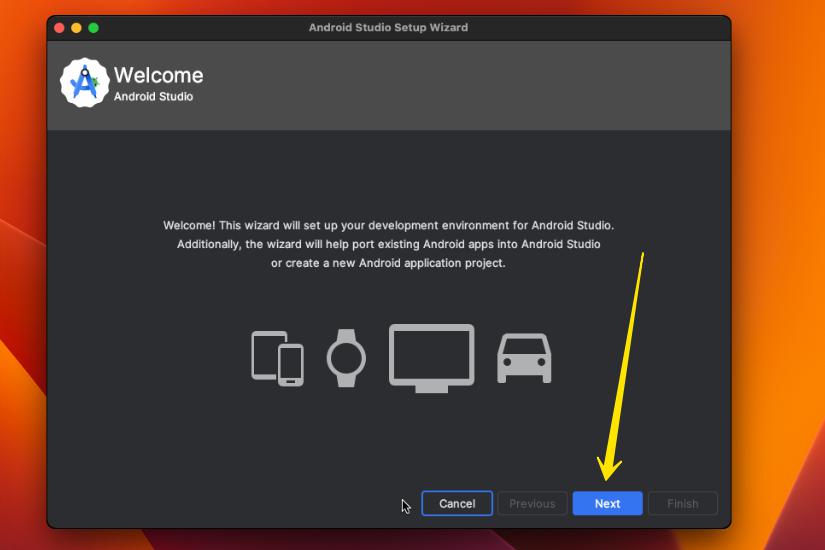 Android Studio Setup Wizard
Welcome
Android Studio
Welcome! This wizard will set up your development environment for Android Studio.
Additionally, the wizard will help port existing Android apps into Android Studio
or create a new Android application project.
Cancel
Previous
Next
Finish